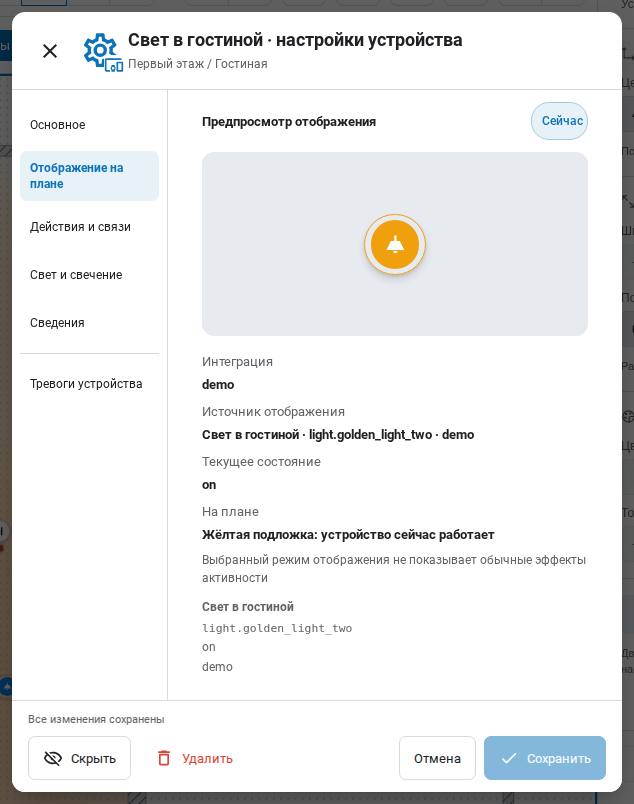 Свет в гостиной · настройки устройства
Первый этаж / Гостиная
Основное
Отображение на
плане
Действия и связи
Свет и свечение
Сведения
Тревоги устройства
Предпросмотр отображения
Сейчас
Интеграция
demo
Источник отображения
Свет в гостиной · light.golden_light_two · demo
Текущее состояние
on
На плане
Жёлтая подложка: устройство сейчас работает
Выбранный режим отображения не показывает обычные эффекты
активности
Свет в гостиной
light.golden_light_two
on
demo
Все изменения сохранены
Скрыть
Удалить
Отмена
Сохранить